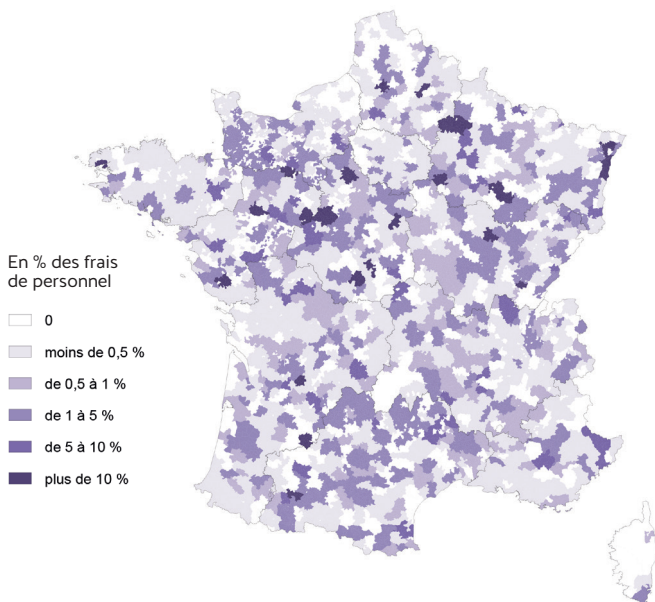 En % des frais
de personnel
0
moins de 0,5 %
de 0,5 à 1 %
de 1 à 5 %
de 5 à 10 %
plus de 10 %